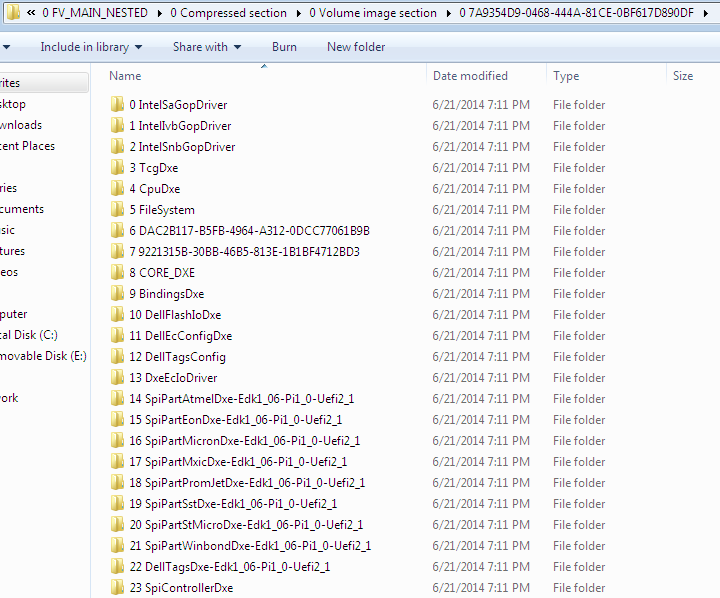 « 0 FV_MAIN_NESTED 0 Compressed section 0 Volume image section 0 7A9354D9-0468-444A-81CE-0BF617D890DF
Include in library Share with Burn New folder
Name Date modified Type Size
rites
sktop
wnloads
cent Places
ries
cuments
sic
tures
eos
puter
cal Disk (C:)
movable Disk (E:)
vork
0 IntelSaGopDriver 6/21/2014 7:11 PM File folder
1 IntelIvbGopDriver 6/21/2014 7:11 PM File folder
2 IntelSnbGopDriver 6/21/2014 7:11 PM File folder
3 TcgDxe 6/21/2014 7:11 PM File folder
4 CpuDxe 6/21/2014 7:11 PM File folder
5 FileSystem 6/21/2014 7:11 PM File folder
6 DAC2B117-B5FB-4964-A312-0DCC77061B9B 6/21/2014 7:11 PM File folder
7 9221315B-30BB-46B5-813E-1B1BF4712BD3 6/21/2014 7:11 PM File folder
8 CORE_DXE 6/21/2014 7:11 PM File folder
9 BindingsDxe 6/21/2014 7:11 PM File folder
10 DellFlashIoDxe 6/21/2014 7:11 PM File folder
11 DellEcConfigDxe 6/21/2014 7:11 PM File folder
12 DellTagsConfig 6/21/2014 7:11 PM File folder
13 DxeEcIoDriver 6/21/2014 7:11 PM File folder
14 SpiPartAtmelDxe-Edk1_06-Pi1_0-Uefi2_1 6/21/2014 7:11 PM File folder
15 SpiPartEonDxe-Edk1_06-Pi1_0-Uefi2_1 6/21/2014 7:11 PM File folder
16 SpiPartMicronDxe-Edk1_06-Pi1_0-Uefi2_1 6/21/2014 7:11 PM File folder
17 SpiPartMxicDxe-Edk1_06-Pi1_0-Uefi2_1 6/21/2014 7:11 PM File folder
18 SpiPartPromJetDxe-Edk1_06-Pi1_0-Uefi2_1 6/21/2014 7:11 PM File folder
19 SpiPartSstDxe-Edk1_06-Pi1_0-Uefi2_1 6/21/2014 7:11 PM File folder
20 SpiPartStMicroDxe-Edk1_06-Pi1_0-Uefi2_1 6/21/2014 7:11 PM File folder
21 SpiPartWinbondDxe-Edk1_06-Pi1_0-Uefi2_1 6/21/2014 7:11 PM File folder
22 DellTagsDxe-Edk1_06-Pi1_0-Uefi2_1 6/21/2014 7:11 PM File folder
23 SpiControllerDxe 6/21/2014 7:11 PM File folder